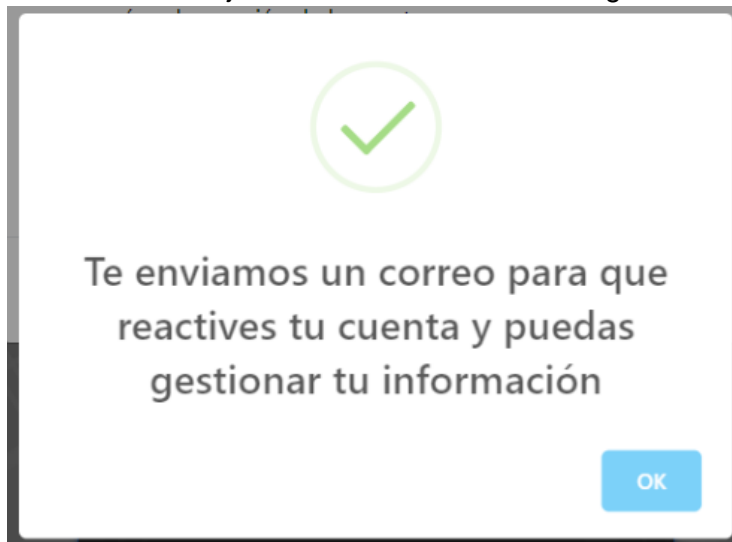 Te enviamos un correo para que
reactives tu cuenta y puedas
gestionar tu información
OK